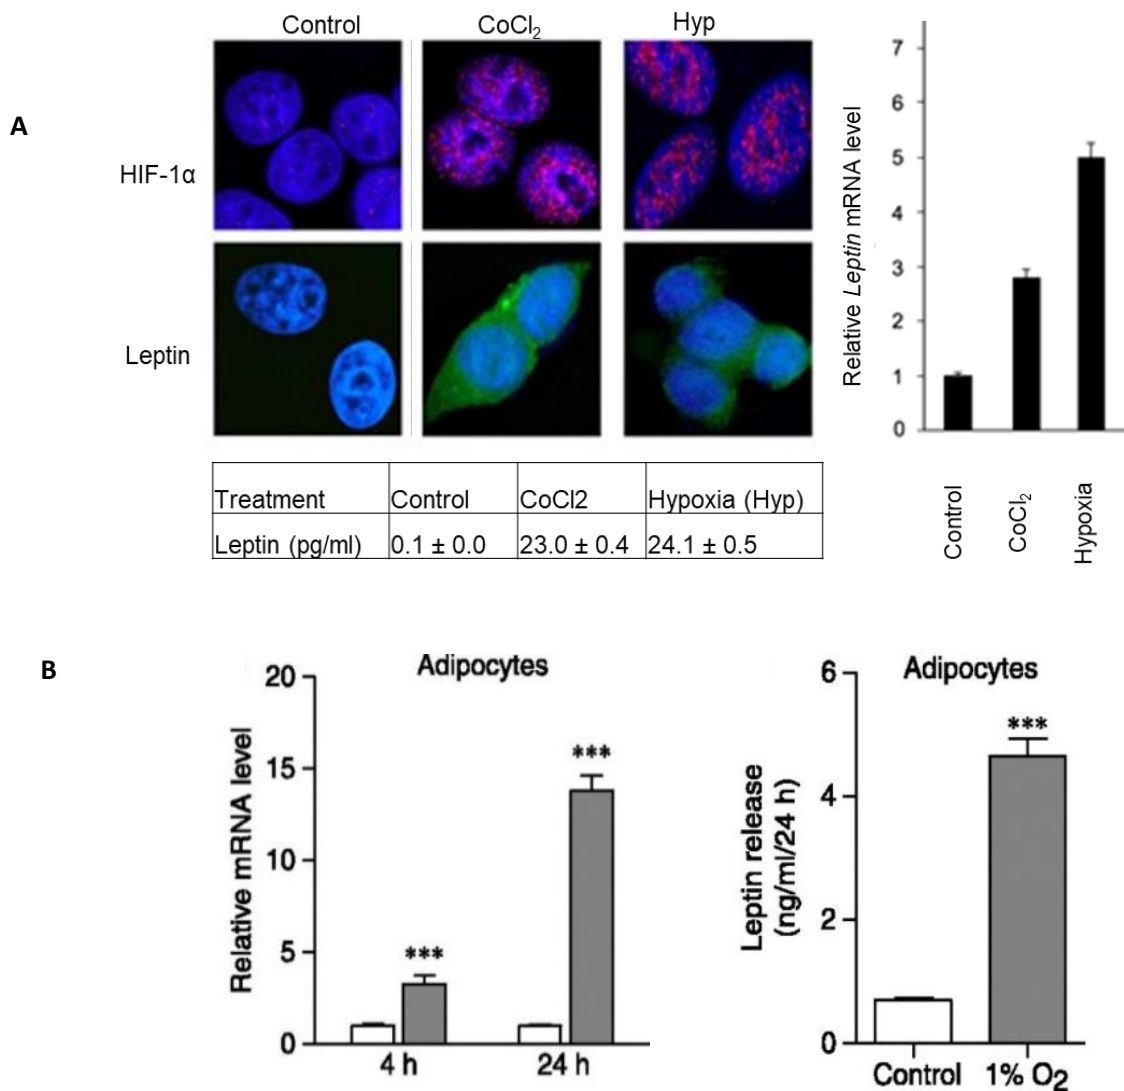 A
Control
CoCl₂
Hyp
HIF-1α
Leptin
7
6
5
4
3
2
1
0
Relative Leptin mRNA level
Control
CoCl₂
Hypoxia
Treatment Control CoCl2 Hypoxia (Hyp)
Leptin (pg/ml) 0.1 ± 0.0 23.0 ± 0.4 24.1 ± 0.5
B
Adipocytes
20
15
10
5
0
Relative mRNA level
***
***
4 h
24 h
Adipocytes
6
4
2
0
Leptin release
(ng/ml/24 h)
***
Control
1% O₂